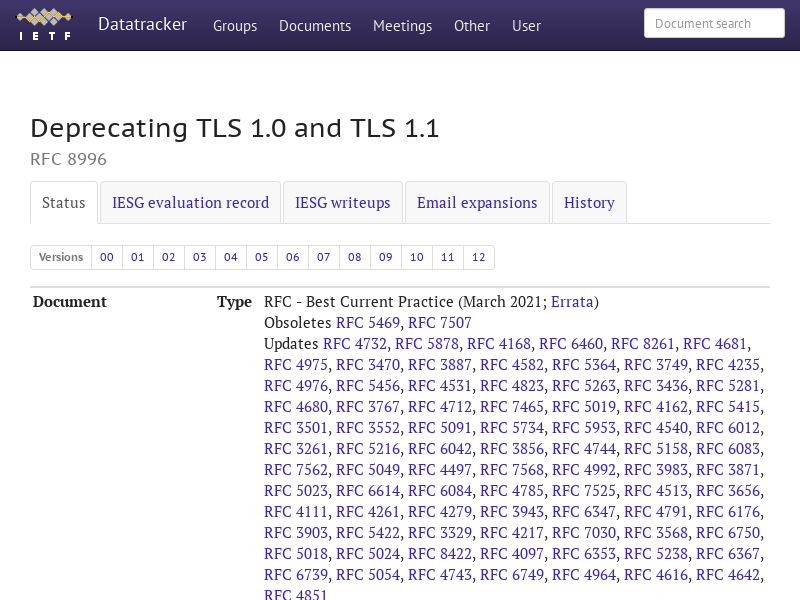 I E T F
Datatracker Groups Documents Meetings Other User Document search
Deprecating TLS 1.0 and TLS 1.1
RFC 8996
Status IESG evaluation record IESG writeups Email expansions History
Versions 00 01 02 03 04 05 06 07 08 09 10 11 12
Document Type RFC - Best Current Practice (March 2021; Errata)
Obsoletes RFC 5469, RFC 7507
Updates RFC 4732, RFC 5878, RFC 4168, RFC 6460, RFC 8261, RFC 4681,
RFC 4975, RFC 3470, RFC 3887, RFC 4582, RFC 5364, RFC 3749, RFC 4235,
RFC 4976, RFC 5456, RFC 4531, RFC 4823, RFC 5263, RFC 3436, RFC 5281,
RFC 4680, RFC 3767, RFC 4712, RFC 7465, RFC 5019, RFC 4162, RFC 5415,
RFC 3501, RFC 3552, RFC 5091, RFC 5734, RFC 5953, RFC 4540, RFC 6012,
RFC 3261, RFC 5216, RFC 6042, RFC 3856, RFC 4744, RFC 5158, RFC 6083,
RFC 7562, RFC 5049, RFC 4497, RFC 7568, RFC 4992, RFC 3983, RFC 3871,
RFC 5023, RFC 6614, RFC 6084, RFC 4785, RFC 7525, RFC 4513, RFC 3656,
RFC 4111, RFC 4261, RFC 4279, RFC 3943, RFC 6347, RFC 4791, RFC 6176,
RFC 3903, RFC 5422, RFC 3329, RFC 4217, RFC 7030, RFC 3568, RFC 6750,
RFC 5018, RFC 5024, RFC 8422, RFC 4097, RFC 6353, RFC 5238, RFC 6367,
RFC 6739, RFC 5054, RFC 4743, RFC 6749, RFC 4964, RFC 4616, RFC 4642,
RFC 4851